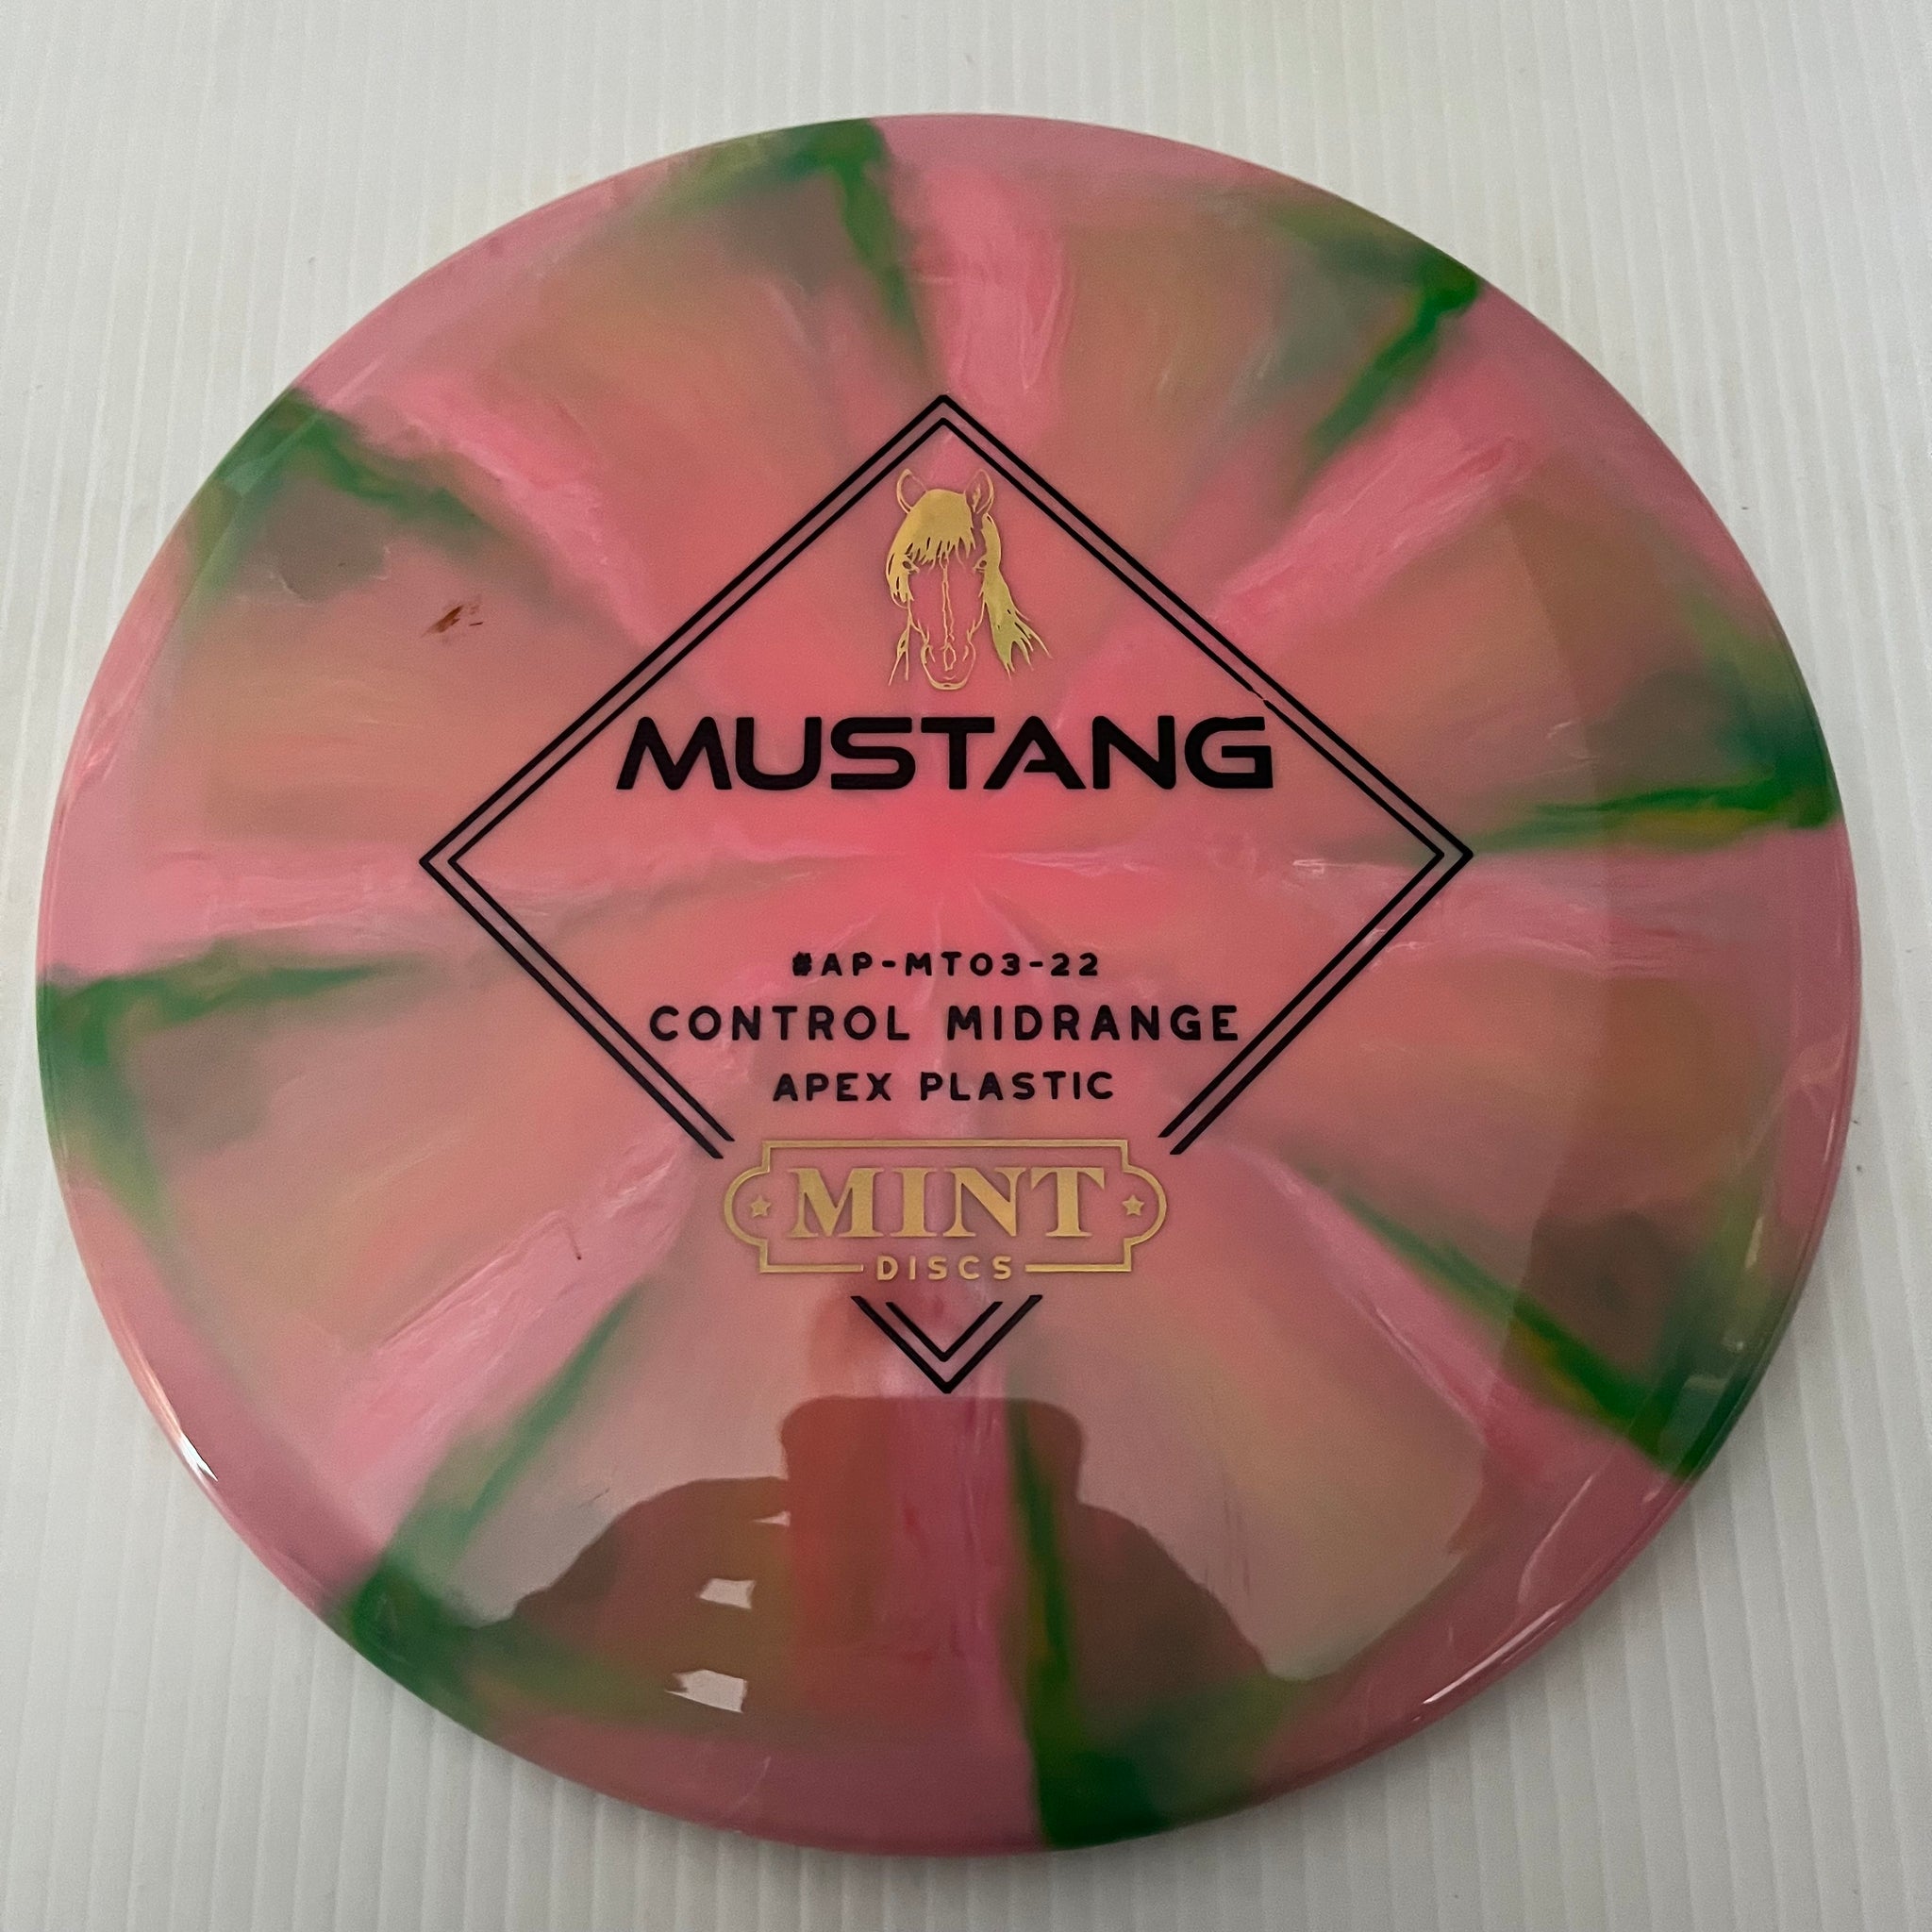 MUSTANG
#AP-MT03-22
CONTROL MIDRANGE
APEX PLASTIC
MINT
DISCS